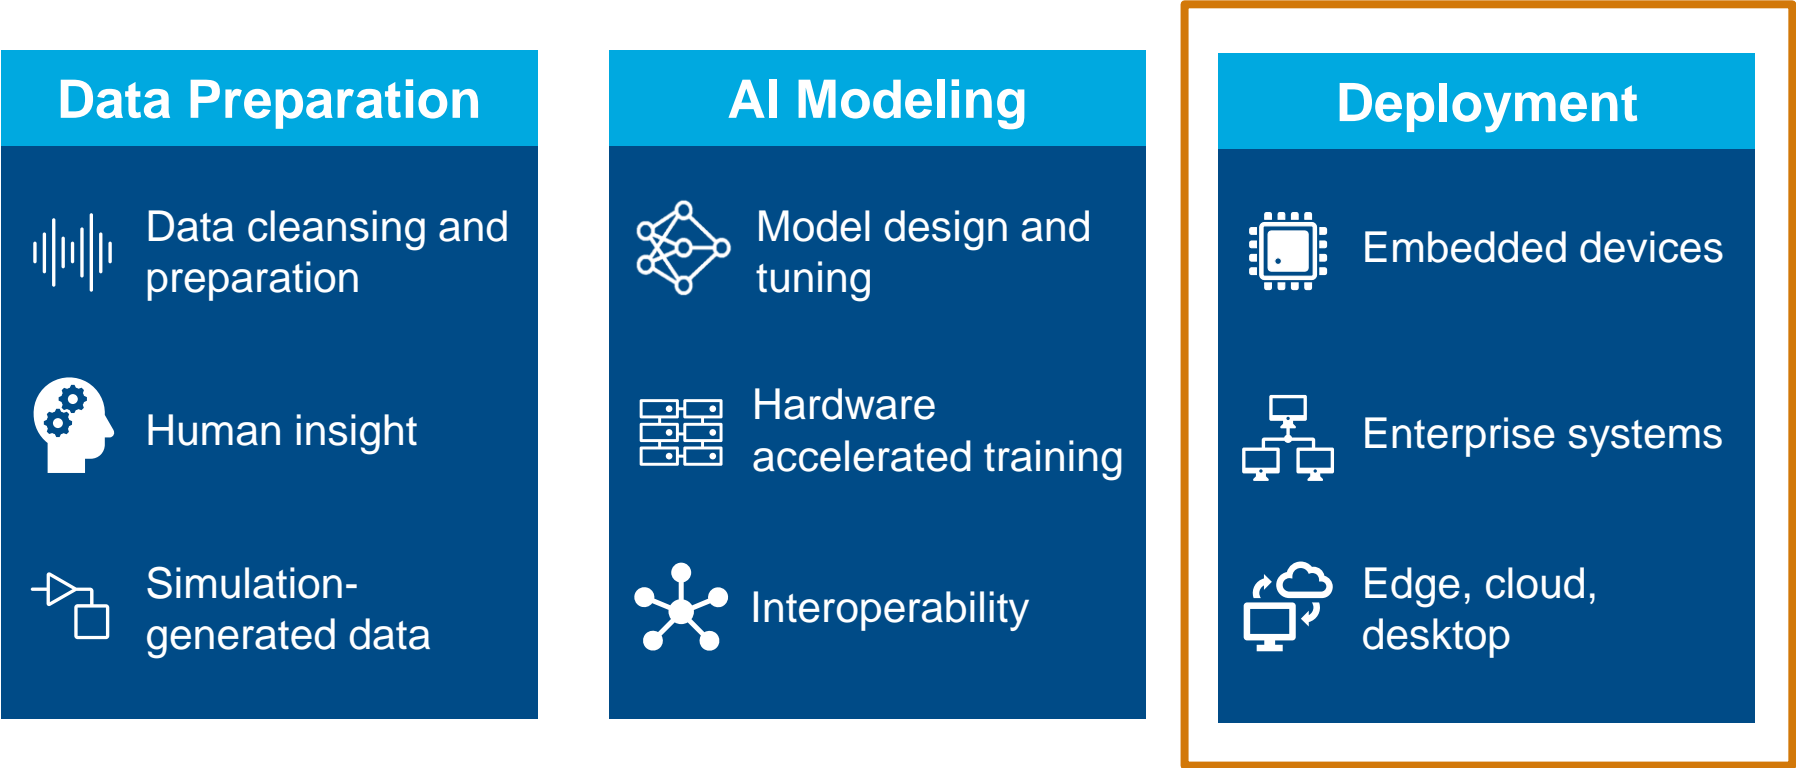 Data Preparation
Data cleansing and
preparation
Human insight
Simulation-
generated data
AI Modeling
Model design and
tuning
Hardware
accelerated training
Interoperability
Deployment
Embedded devices
Enterprise systems
Edge, cloud,
desktop